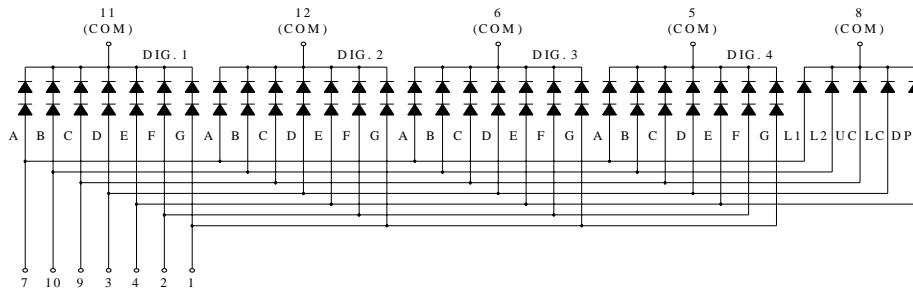 11 12 6 5 8
(COM) (COM) (COM) (COM) (COM)
DIG. 1 DIG. 2 DIG. 3 DIG. 4
A B C D E F G A B C D E F G A B C D E F G A B C D E F G L1 L2 UC LC DP
7 10 9 3 4 2 1